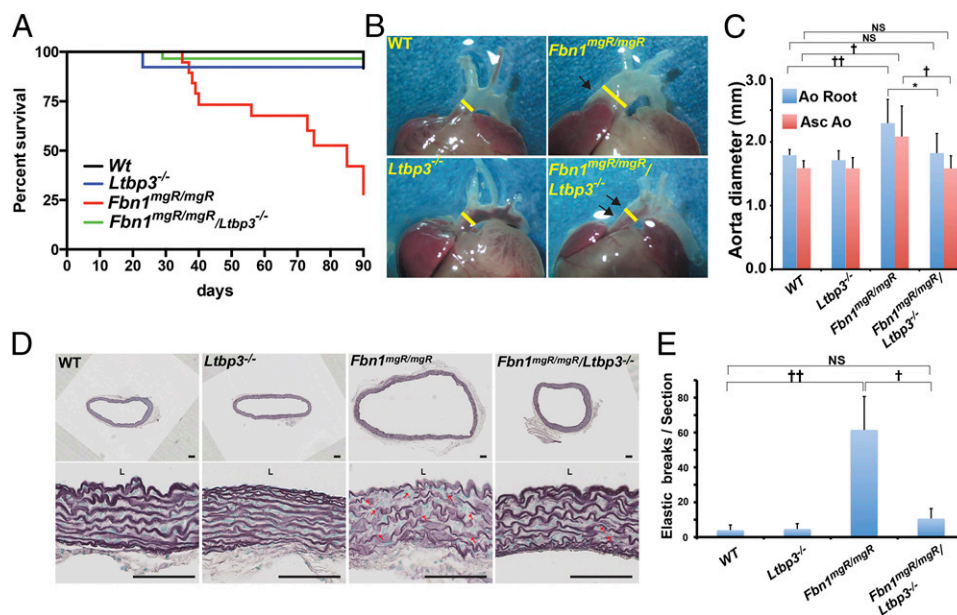 A
Percent survival
100
75
50
25
0
0 10 20 30 40 50 60 70 80 90
days
Wt
Ltbp3-/-
Fbn1mgR/mgR
Fbn1mgR/mgR/Ltbp3-/-
B
WT
Fbn1mgR/mgR
Ltbp3-/-
Fbn1mgR/mgR/
Ltbp3-/-
C
NS
NS
†
††
†
*
Aorta diameter (mm)
3.0
2.0
1.0
.0
Ao Root
Asc Ao
WT
Ltbp3-/-
Fbn1mgR/mgR
Fbn1mgR/mgR/
Ltbp3-/-
D
WT
Ltbp3-/-
Fbn1mgR/mgR
Fbn1mgR/mgR/Ltbp3-/-
L
L
L
L
E
NS
††
†
Elastic breaks / Section
80
60
40
20
0
WT
Ltbp3-/-
Fbn1mgR/mgR
Fbn1mgR/mgR/
Ltbp3-/-